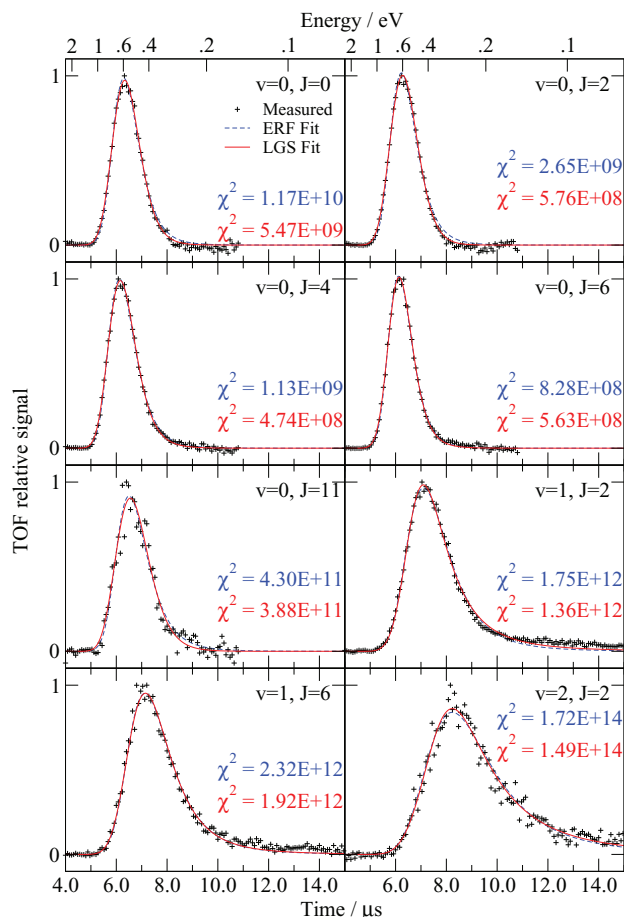 Energy / eV
2 1 .6 .4 .2 .1 2 1 .6 .4 .2 .1
1
0
v=0, J=0
Measured
ERF Fit
LGS Fit
χ² = 1.17E+10
χ² = 5.47E+09
v=0, J=2
χ² = 2.65E+09
χ² = 5.76E+08
1
0
v=0, J=4
χ² = 1.13E+09
χ² = 4.74E+08
v=0, J=6
χ² = 8.28E+08
χ² = 5.63E+08
TOF relative signal
1
0
v=0, J=11
χ² = 4.30E+11
χ² = 3.88E+11
v=1, J=2
χ² = 1.75E+12
χ² = 1.36E+12
1
0
v=1, J=6
χ² = 2.32E+12
χ² = 1.92E+12
v=2, J=2
χ² = 1.72E+14
χ² = 1.49E+14
4.0 6.0 8.0 10.0 12.0 14.0 6.0 8.0 10.0 12.0 14.0
Time / μs